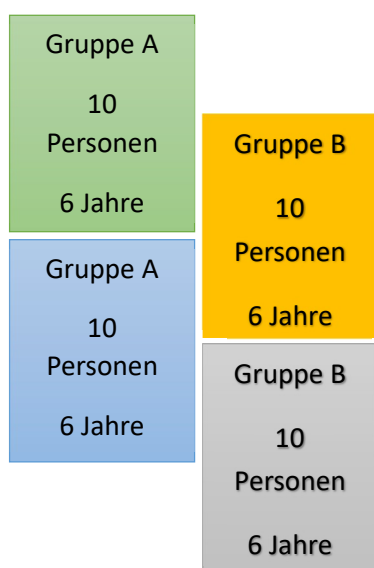 Gruppe A
10
Personen
6 Jahre
Gruppe B
10
Personen
6 Jahre
Gruppe A
10
Personen
6 Jahre
Gruppe B
10
Personen
6 Jahre